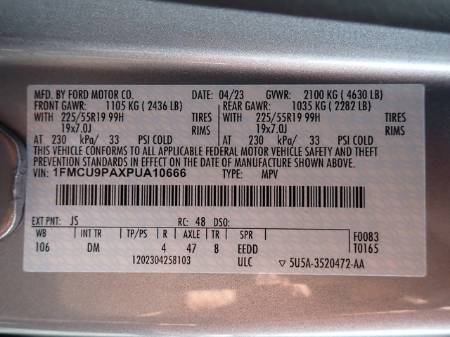 MFD. BY FORD MOTOR CO. 04/23 GVWR: 2100 KG ( 4630 LB)
FRONT GAWR: 1105 KG ( 2436 LB) REAR GAWR: 1035 KG ( 2282 LB)
WITH 225/55R19 99H TIRES WITH 225/55R19 99H TIRES
19x7.0J RIMS 19x7.0J RIMS
AT 230 kPa/ 33 PSI COLD AT 230 kPa/ 33 PSI COLD
THIS VEHICLE CONFORMS TO ALL APPLICABLE FEDERAL MOTOR VEHICLE SAFETY AND THEFT
PREVENTION STANDARDS IN EFFECT ON THE DATE OF MANUFACTURE SHOWN ABOVE.
VIN: 1FMCU9PAXPUA10666 TYPE: MPV
EXT PNT: JS RC: 48 DSO:
WB INT TR TP/PS R AXLE TR SPR F0083
106 DM 4 47 8 EEDD T0165
1202304258103 ULC 5U5A-3520472-AA